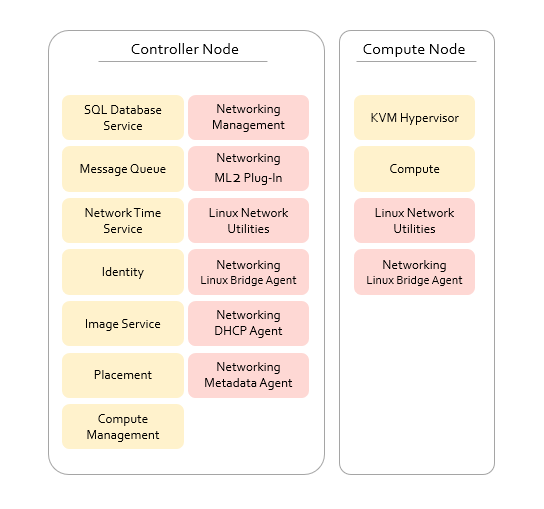 Controller Node
SQL Database
Service
Message Queue
Network Time
Service
Identity
Image Service
Placement
Compute
Management
Networking
Management
Networking
ML2 Plug-In
Linux Network
Utilities
Networking
Linux Bridge Agent
Networking
DHCP Agent
Networking
Metadata Agent
Compute Node
KVM Hypervisor
Compute
Linux Network
Utilities
Networking
Linux Bridge Agent